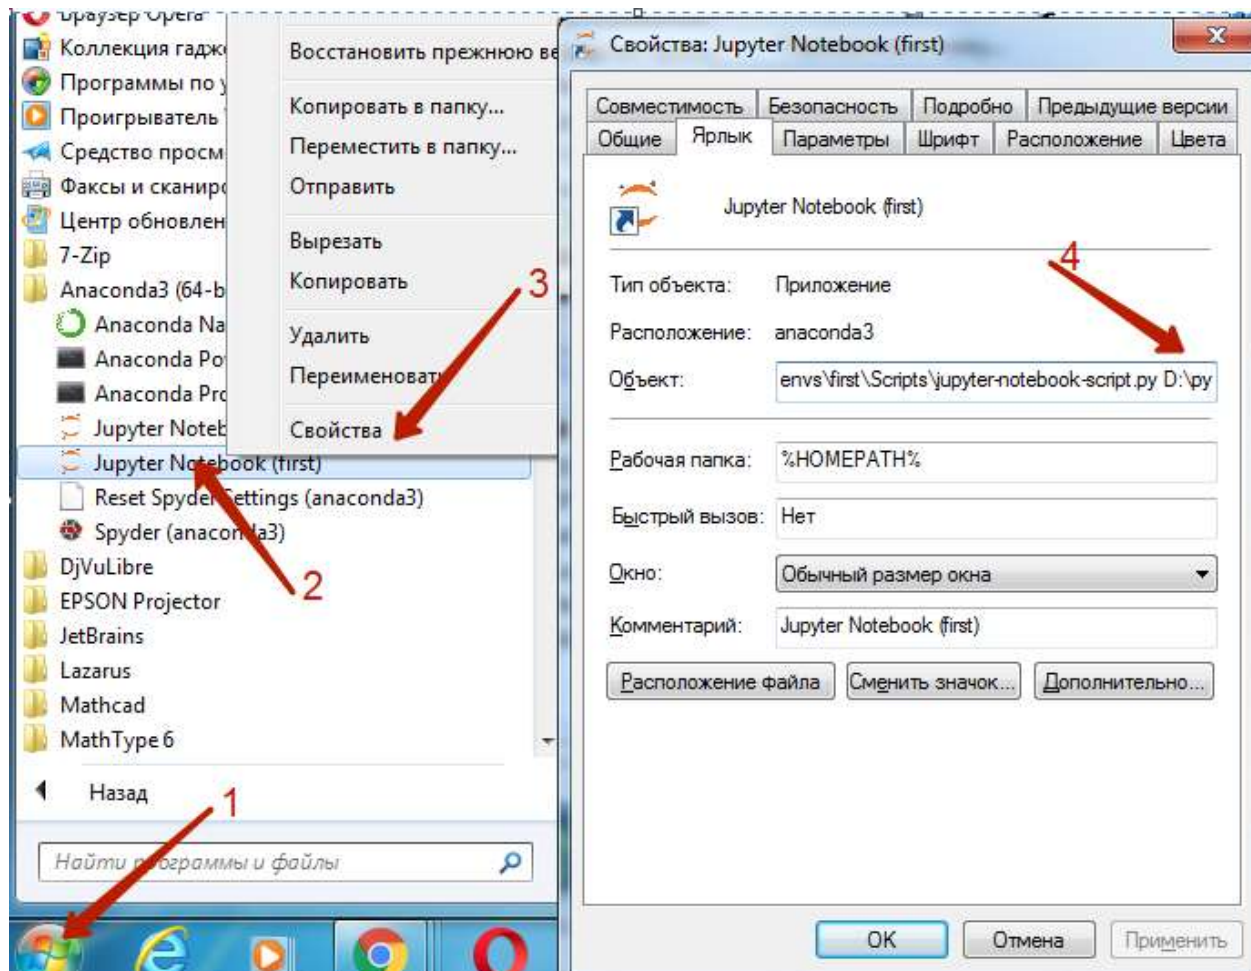 Браузер Opera
Коллекция гадж
Программы по у
Проигрыватель
Средство просм
Факсы и сканиро
Центр обновлен
7-Zip
Anaconda3 (64-b
Anaconda Na
Anaconda Po
Anaconda Pro
Jupyter Noteb
Jupyter Notebook (first)
Reset Spyder Settings (anaconda3)
Spyder (anaconda3)
DjVuLibre
EPSON Projector
JetBrains
Lazarus
Mathcad
MathType 6
Назад
Найти программы и файлы
1
2
Восстановить прежнюю ве
Копировать в папку...
Переместить в папку...
Отправить
Вырезать
Копировать
3
Удалить
Переименовать
Свойства
Свойства: Jupyter Notebook (first)
Совместимость Безопасность Подробно Предыдущие версии
Общие Ярлык Параметры Шрифт Расположение Цвета
Jupyter Notebook (first)
4
Тип объекта: Приложение
Расположение: anaconda3
Объект: envs\first\Scripts\jupyter-notebook-script.py D:\py
Рабочая папка: %HOMEPATH%
Быстрый вызов: Нет
Окно: Обычный размер окна
Комментарий: Jupyter Notebook (first)
Расположение файла Сменить значок... Дополнительно...
OK Отмена Применить